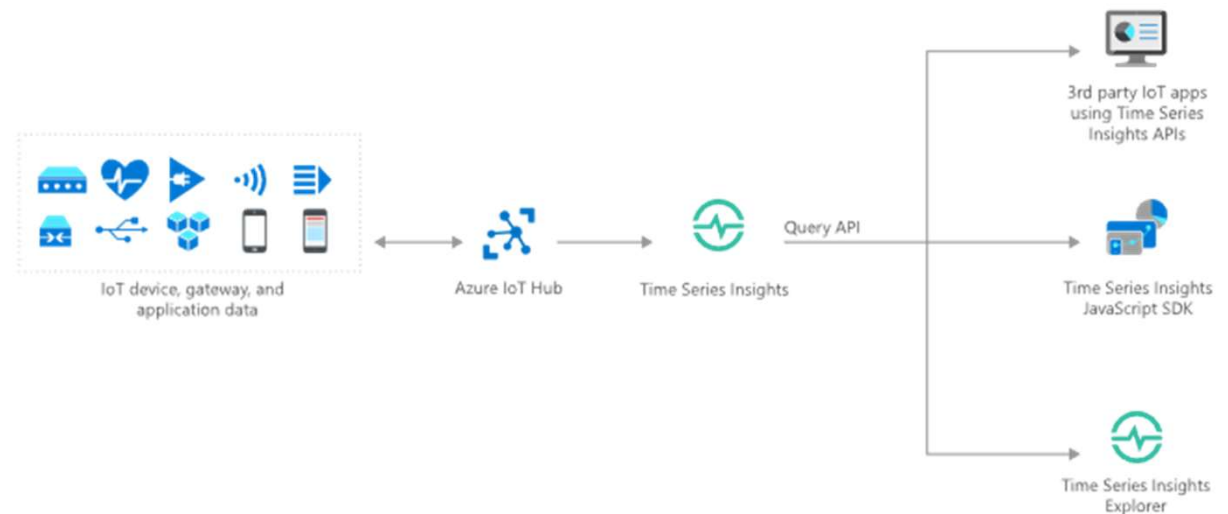 IoT device, gateway, and
application data
Azure IoT Hub
Time Series Insights
Query API
3rd party IoT apps
using Time Series
Insights APIs
Time Series Insights
JavaScript SDK
Time Series Insights
Explorer